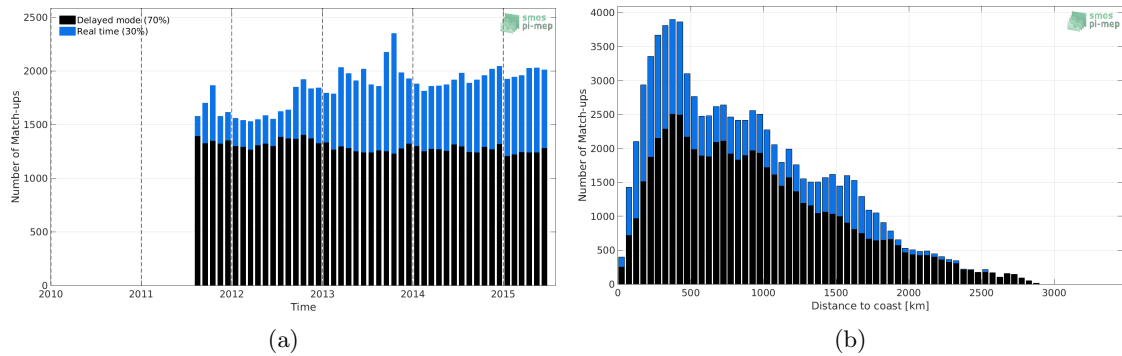 Delayed mode (70%)
Real time (30%)
smos
pi-mep
Number of Match-ups
2500
2000
1500
1000
500
0
2010
2011
2012
2013
2014
2015
Time
(a)
smos
pi-mep
Number of Match-ups
4000
3500
3000
2500
2000
1500
1000
500
0
0
500
1000
1500
2000
2500
3000
Distance to coast [km]
(b)